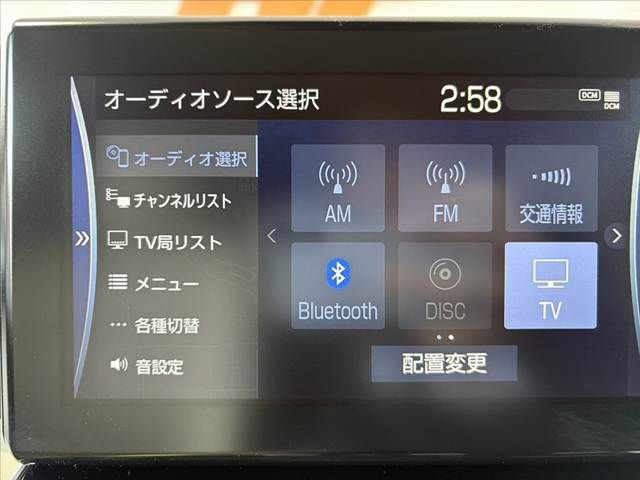 オーディオソース選択
2:58
DCM
DCM
オーディオ選択
チャンネルリスト
TV局リスト
メニュー
各種切替
音設定
AM
FM
交通情報
Bluetooth
DISC
TV
配置変更